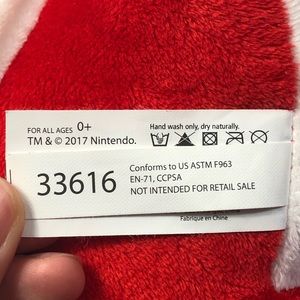 FOR ALL AGES 0+
Hand wash only, dry naturally.
TM & © 2017 Nintendo.
33616
Conforms to US ASTM F963
EN-71, CCPSA
NOT INTENDED FOR RETAIL SALE
Fabriqué en Chine